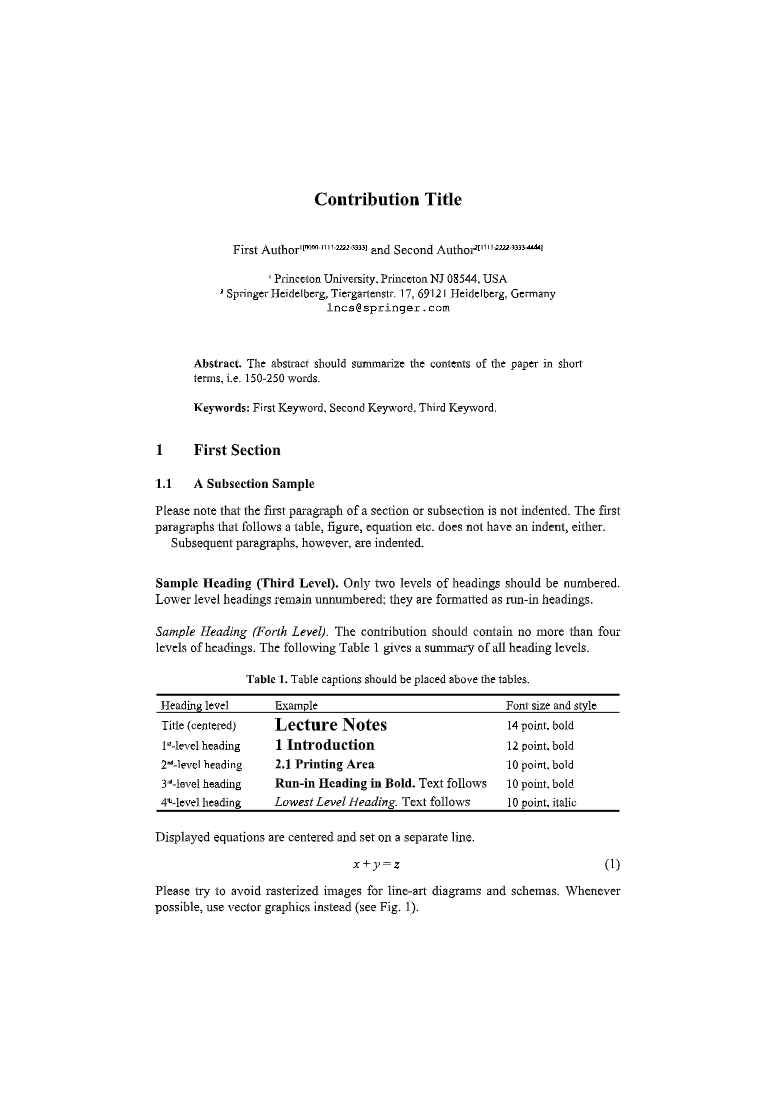 Contribution Title
First Author1[0000-1111-2222-3333] and Second Author2[1111-2222-3333-4444]
1 Princeton University, Princeton NJ 08544, USA
2 Springer Heidelberg, Tiergartenstr. 17, 69121 Heidelberg, Germany
lncs@springer.com
Abstract. The abstract should summarize the contents of the paper in short
terms, i.e. 150-250 words.
Keywords: First Keyword, Second Keyword, Third Keyword.
1 First Section
1.1 A Subsection Sample
Please note that the first paragraph of a section or subsection is not indented. The first
paragraphs that follows a table, figure, equation etc. does not have an indent, either.
Subsequent paragraphs, however, are indented.
Sample Heading (Third Level). Only two levels of headings should be numbered.
Lower level headings remain unnumbered; they are formatted as run-in headings.
Sample Heading (Forth Level). The contribution should contain no more than four
levels of headings. The following Table 1 gives a summary of all heading levels.
Table 1. Table captions should be placed above the tables.
Heading level Example Font size and style
Title (centered) Lecture Notes 14 point, bold
1st-level heading 1 Introduction 12 point, bold
2nd-level heading 2.1 Printing Area 10 point, bold
3rd-level heading Run-in Heading in Bold. Text follows 10 point, bold
4th-level heading Lowest Level Heading. Text follows 10 point, italic
Displayed equations are centered and set on a separate line.
x + y = z (1)
Please try to avoid rasterized images for line-art diagrams and schemas. Whenever
possible, use vector graphics instead (see Fig. 1).